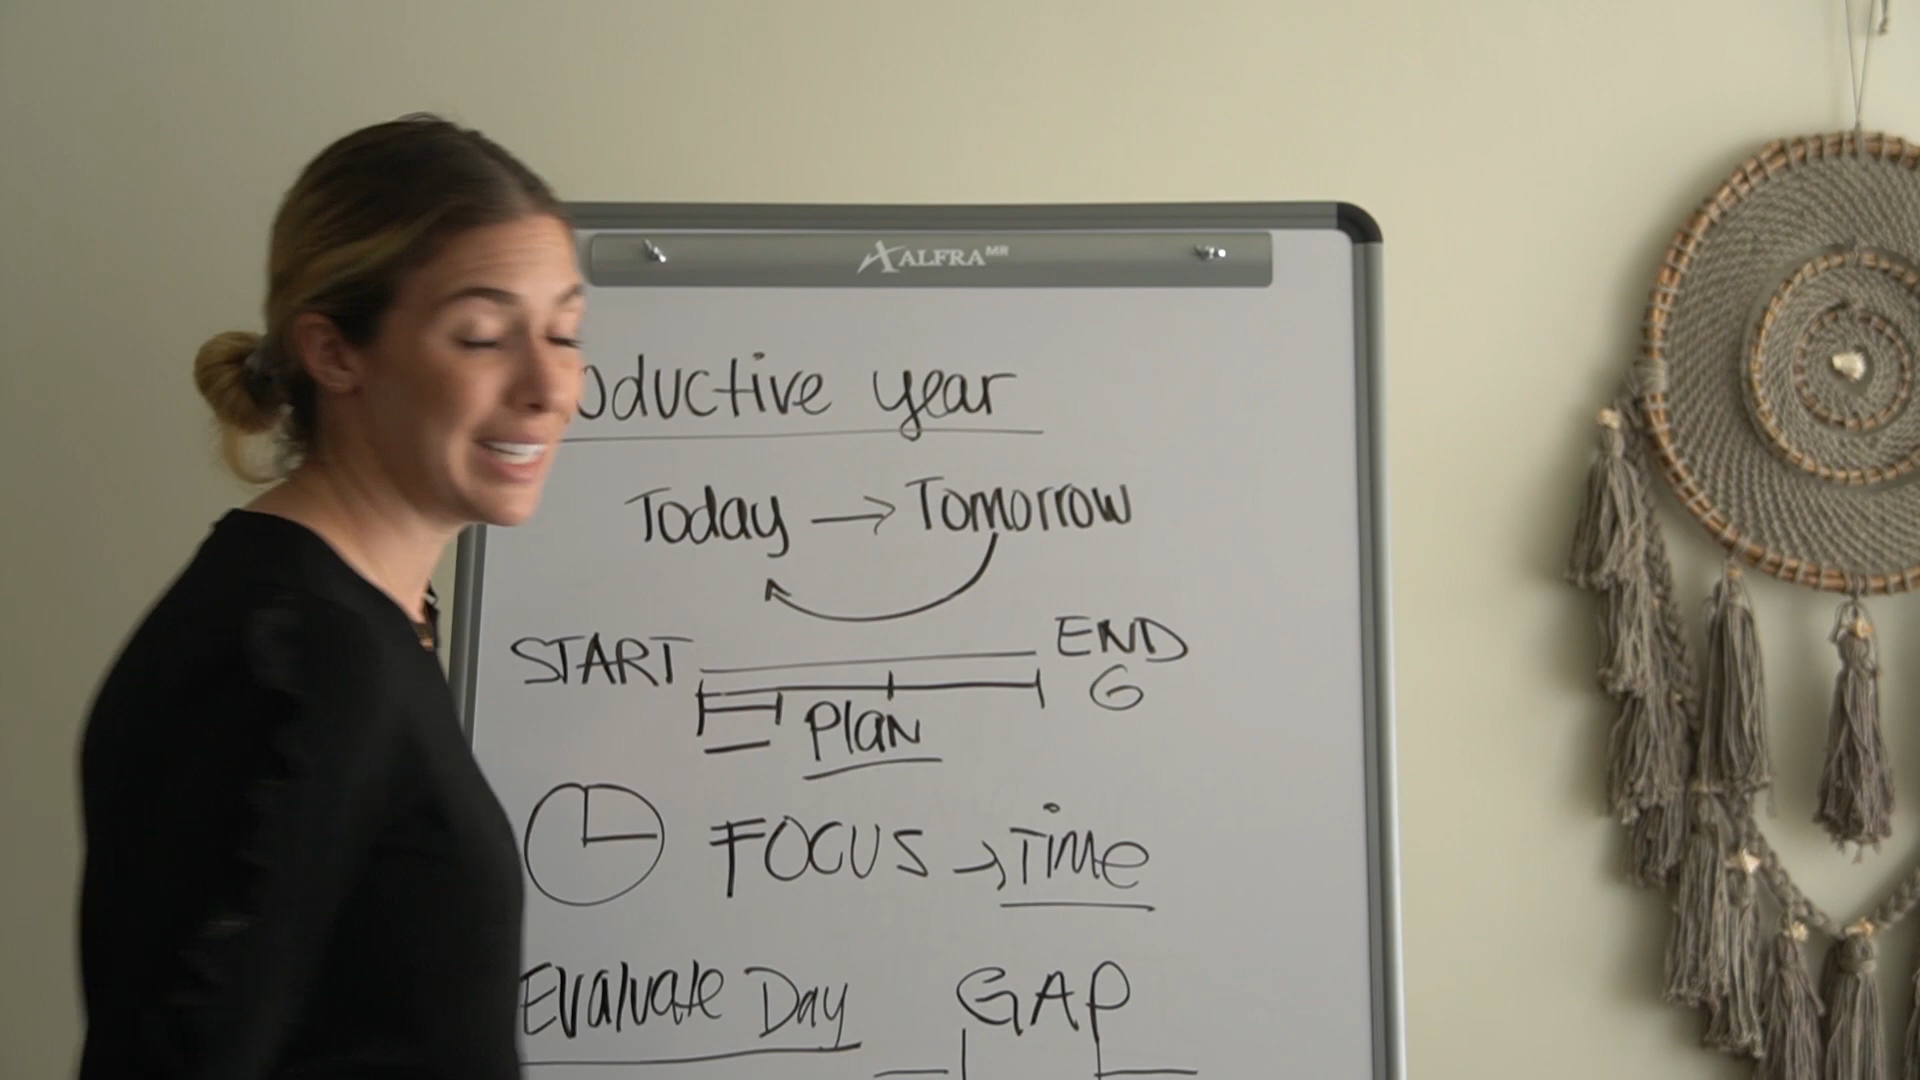 ALFRA MR
oductive year
Today → Tomorrow
START END
G
Plan
FOCUS → Time
Evaluate Day GAP